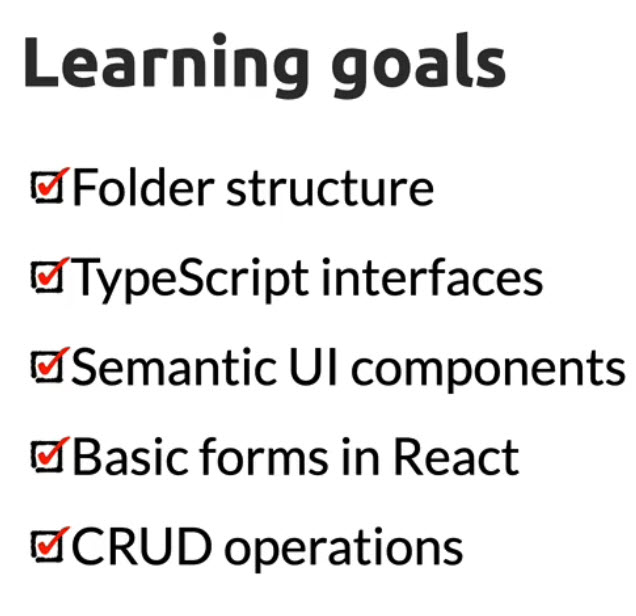 Learning goals
Folder structure
TypeScript interfaces
Semantic UI components
Basic forms in React
CRUD operations